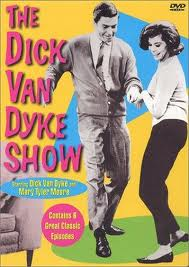 DVD
THE
DICK
VAN
DYKE
SHOW
Starring Dick Van Dyke and
Mary Tyler Moore
Contains 6
Great Classic
Episodes